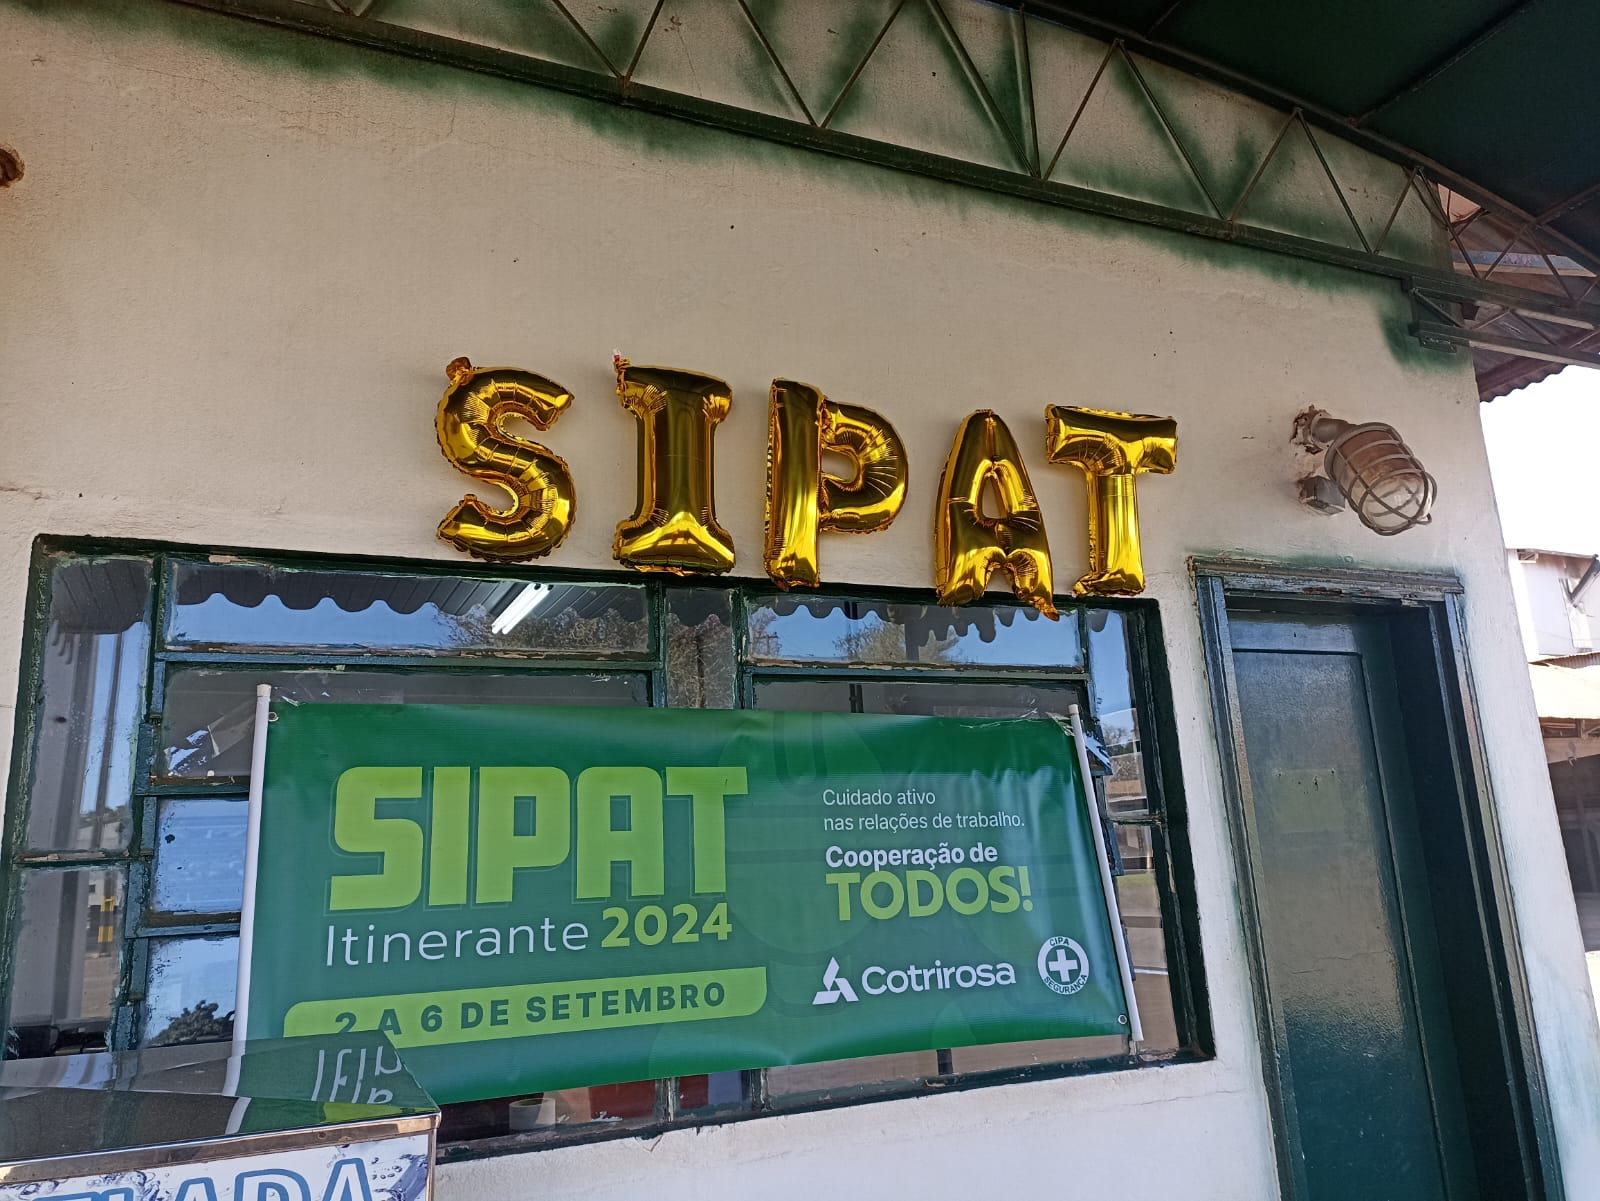 SIPAT
SIPAT
Itinerante 2024
2 A 6 DE SETEMBRO
Cuidado ativo
nas relações de trabalho.
Cooperação de
TODOS!
Cotrirosa
CIPA
SEGURANÇA